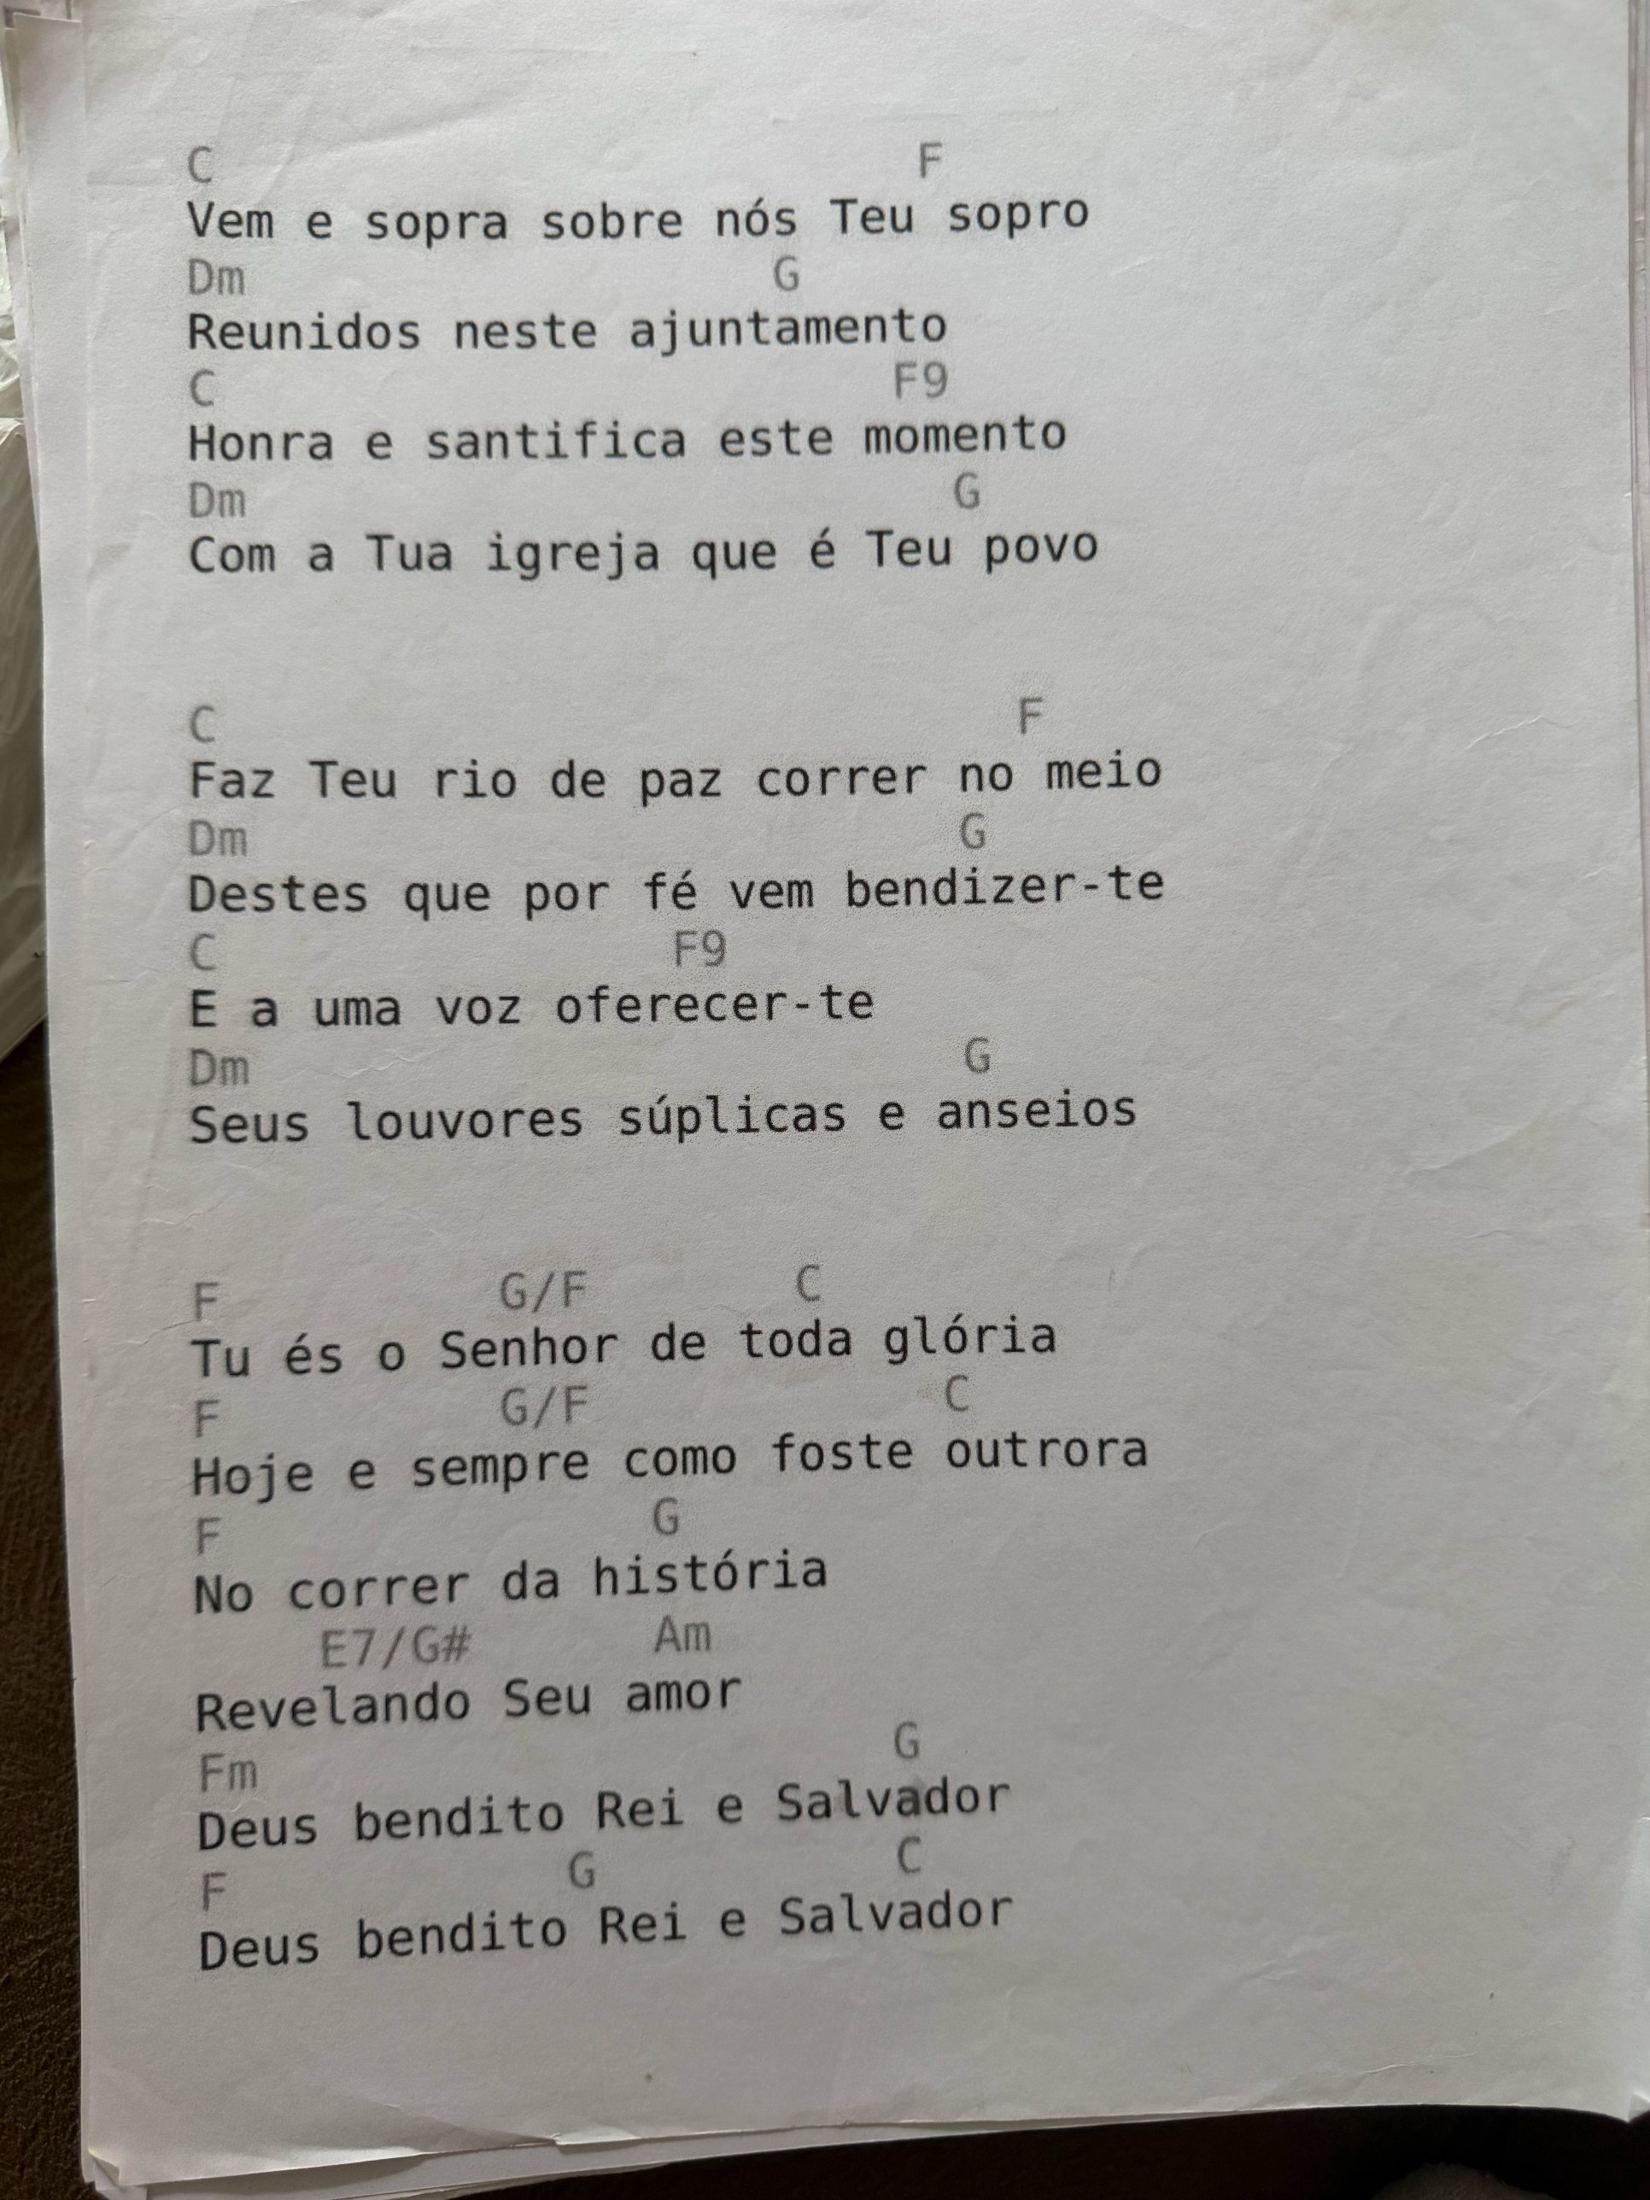 C F
Vem e sopra sobre nós Teu sopro
Dm G
Reunidos neste ajuntamento
C F9
Honra e santifica este momento
Dm G
Com a Tua igreja que é Teu povo
C F
Faz Teu rio de paz correr no meio
Dm G
Destes que por fé vem bendizer-te
C F9
E a uma voz oferecer-te
Dm G
Seus louvores súplicas e anseios
F G/F C
Tu és o Senhor de toda glória
F G/F C
Hoje e sempre como foste outrora
F G
No correr da história
E7/G# Am
Revelando Seu amor
Fm G
Deus bendito Rei e Salvador
F G C
Deus bendito Rei e Salvador